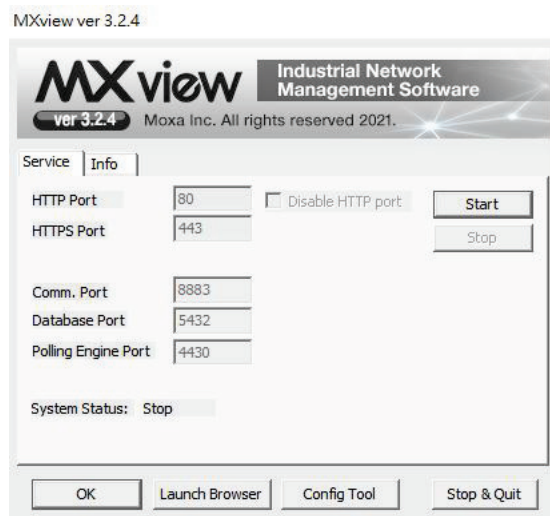 MXview ver 3.2.4
MXview
Industrial Network
Management Software
ver 3.2.4 Moxa Inc. All rights reserved 2021.
Service Info
HTTP Port 80 Disable HTTP port Start
HTTPS Port 443 Stop
Comm. Port 8883
Database Port 5432
Polling Engine Port 4430
System Status: Stop
OK Launch Browser Config Tool Stop & Quit